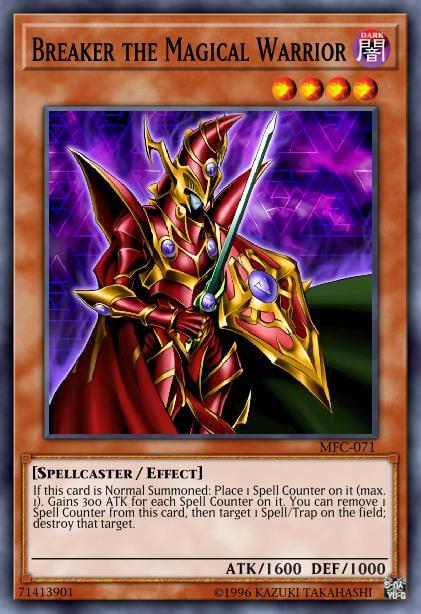 BREAKER THE MAGICAL WARRIOR
DARK
闇
MFC-071
[SPELLCASTER / EFFECT]
If this card is Normal Summoned: Place 1 Spell Counter on it (max.
1). Gains 300 ATK for each Spell Counter on it. You can remove 1
Spell Counter from this card, then target 1 Spell/Trap on the field;
destroy that target.
ATK/1600 DEF/1000
71413901
©1996 KAZUKI TAKAHASHI